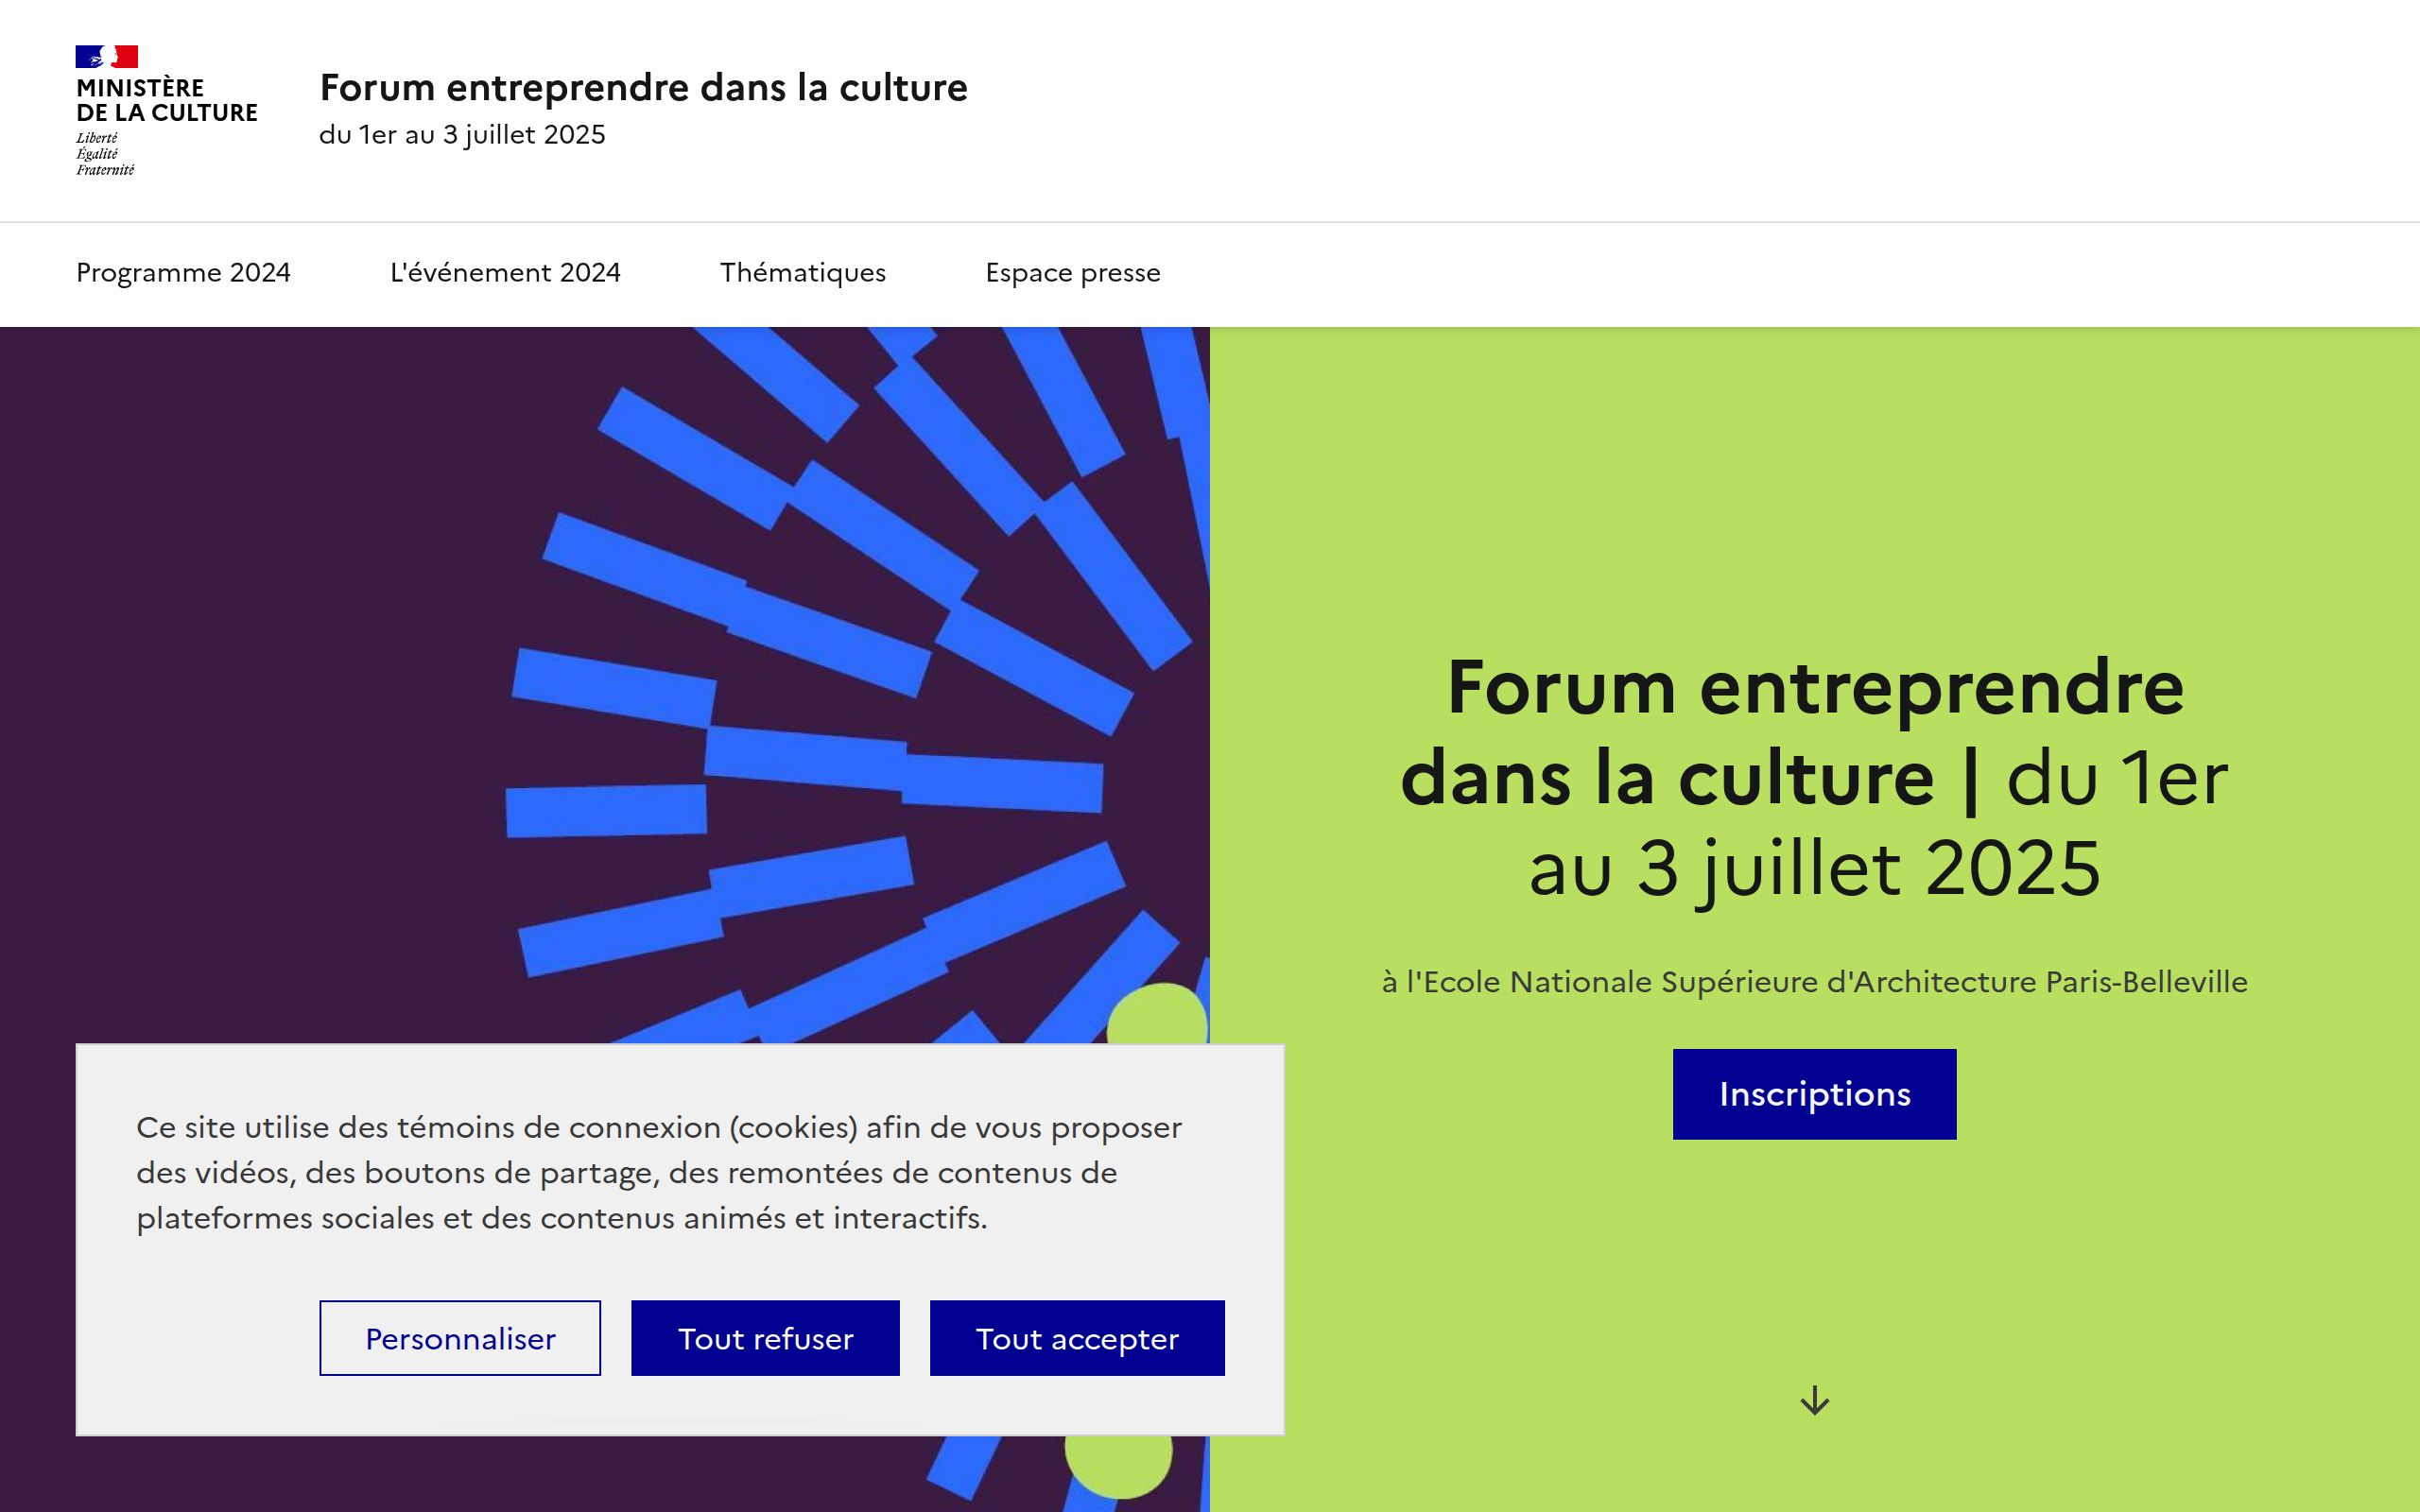 MINISTÈRE
DE LA CULTURE
Liberté
Égalité
Fraternité
Forum entreprendre dans la culture
du 1er au 3 juillet 2025
Programme 2024
L'événement 2024
Thématiques
Espace presse
Forum entreprendre
dans la culture | du 1er
au 3 juillet 2025
à l'Ecole Nationale Supérieure d'Architecture Paris-Belleville
Inscriptions
Ce site utilise des témoins de connexion (cookies) afin de vous proposer
des vidéos, des boutons de partage, des remontées de contenus de
plateformes sociales et des contenus animés et interactifs.
Personnaliser
Tout refuser
Tout accepter